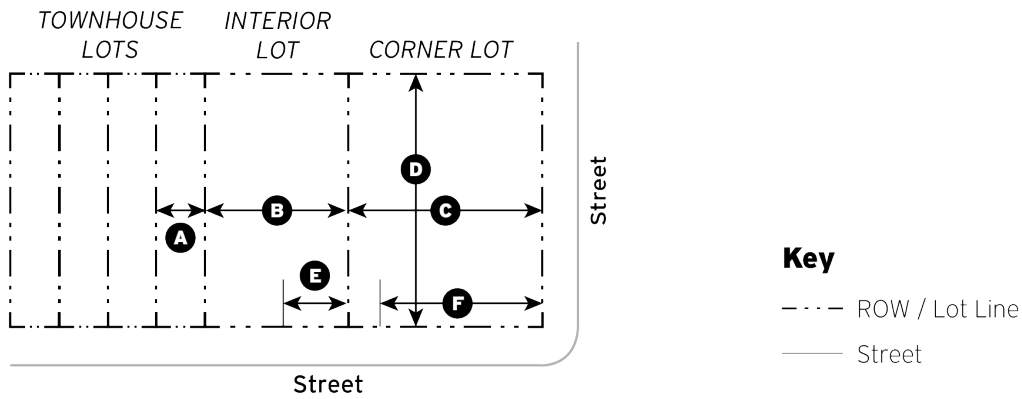 TOWNHOUSE
LOTS
INTERIOR
LOT
CORNER LOT
D
B
C
A
E
F
Street
Street
Key
ROW / Lot Line
Street